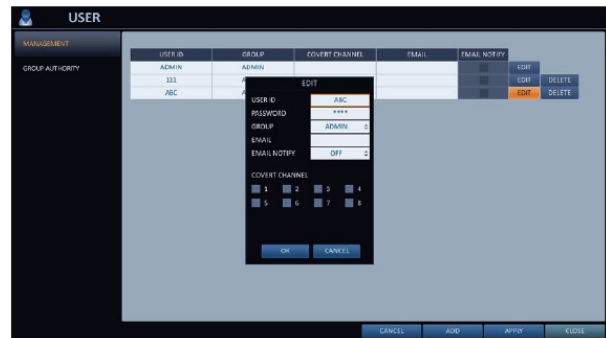 USER
MANAGEMENT
GROUP AUTHORITY
USER ID GROUP COVERT CHANNEL EMAIL EMAIL NOTIFY
ADMIN ADMIN EDIT
111 A EDIT DELETE
ABC A EDIT DELETE
EDIT
USER ID ABC
PASSWORD ****
GROUP ADMIN
EMAIL
EMAIL NOTIFY OFF
COVERT CHANNEL
1 2 3 4
5 6 7 8
OK CANCEL
CANCEL ADD APPLY CLOSE